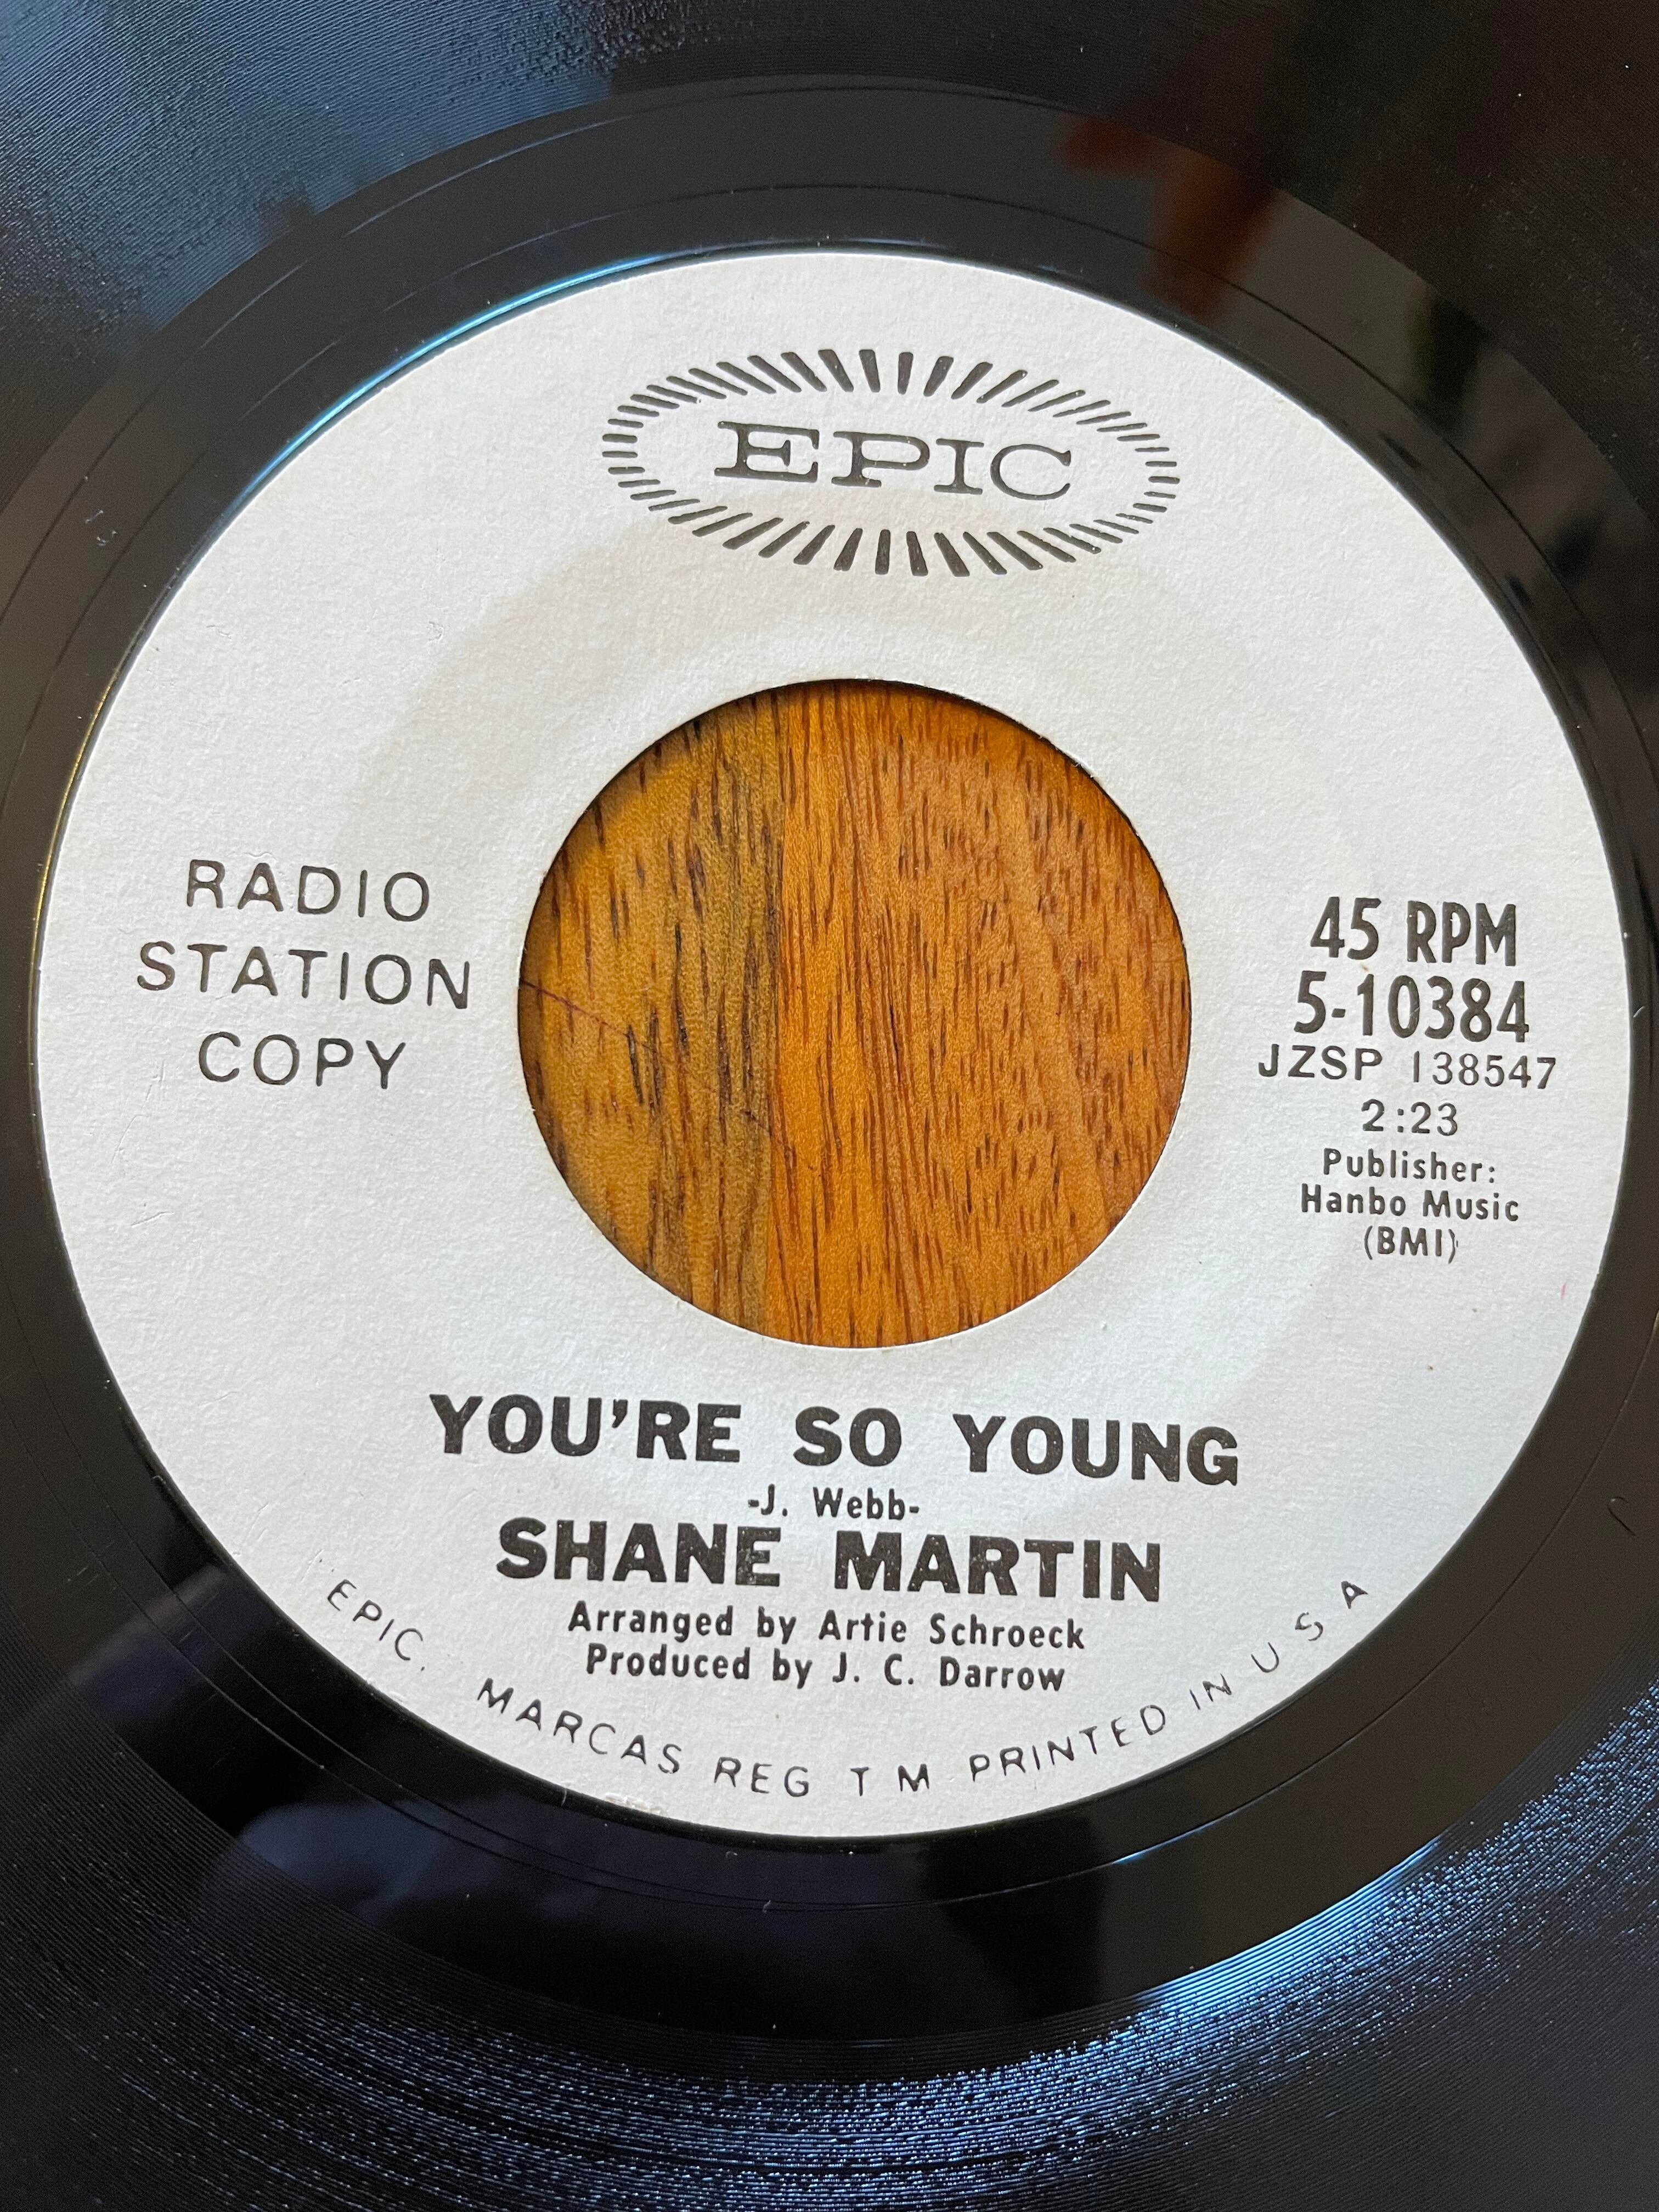 EPIC
RADIO
STATION
COPY
45 RPM
5-10384
JZSP 138547
2:23
Publisher:
Hanbo Music
(BMI)
YOU'RE SO YOUNG
-J. Webb-
SHANE MARTIN
Arranged by Artie Schroeck
Produced by J. C. Darrow
EPIC. MARCAS REG T M PRINTED IN U S A